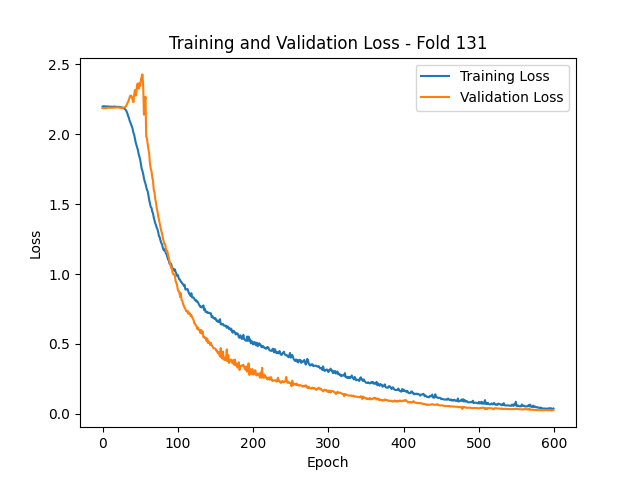 Training and Validation Loss - Fold 131
Training Loss
Validation Loss
Loss
2.5
2.0
1.5
1.0
0.5
0.0
0 100 200 300 400 500 600
Epoch